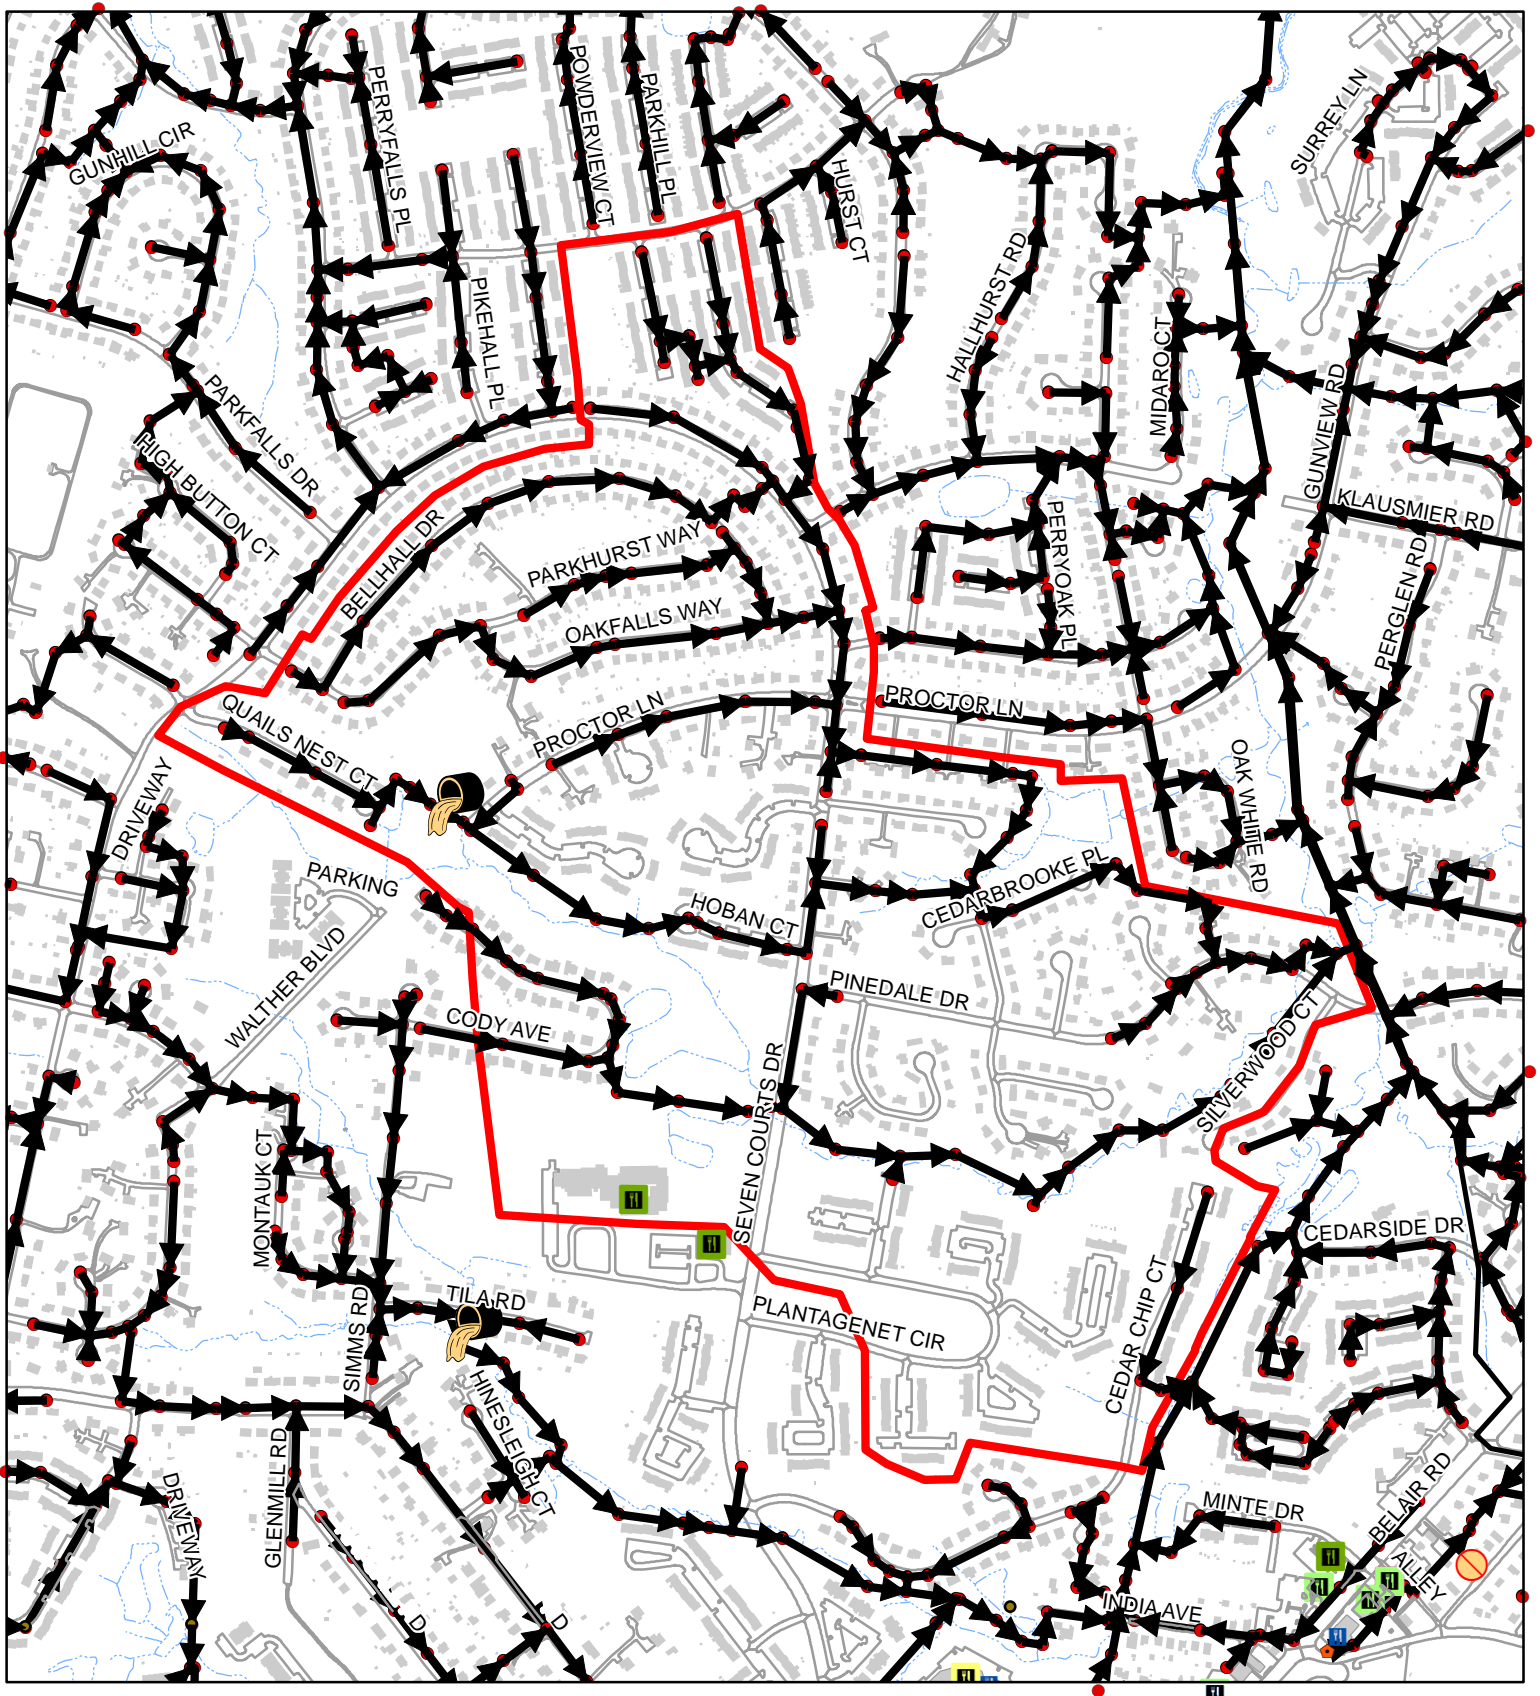 SURREY LN
PERRYFALLS PL
POWDERVIEW CT
PARKHILL PL
GUNHILL CIR
HURST CT
HALLHURST RD
PIKEHALL PL
MIDARO CT
PARKFALLS DR
GUNVIEW RD
HIGH BUTTON CT
KLAUSMIER RD
BELLHALL DR
PARKHURST WAY
PERRYOAK PL
PERGLEN RD
OAKFALLS WAY
QUAILS NEST CT
PROCTOR LN
PROCTOR LN
DRIVEWAY
OAK WHITE RD
PARKING
CEDARBROOKE PL
HOBAN CT
WALTHER BLVD
PINEDALE DR
CODY AVE
SILVERWOOD CT
SEVEN COURTS DR
MONTAUK CT
CEDARSIDE DR
TILA RD
PLANTAGENET CIR
CEDAR CHIP CT
SIMMS RD
HINESLEIGH CT
GLENMILL RD
DRIVEWAY
BELAIR RD
MINTE DR
ALLEY
INDIA AVE
D
D